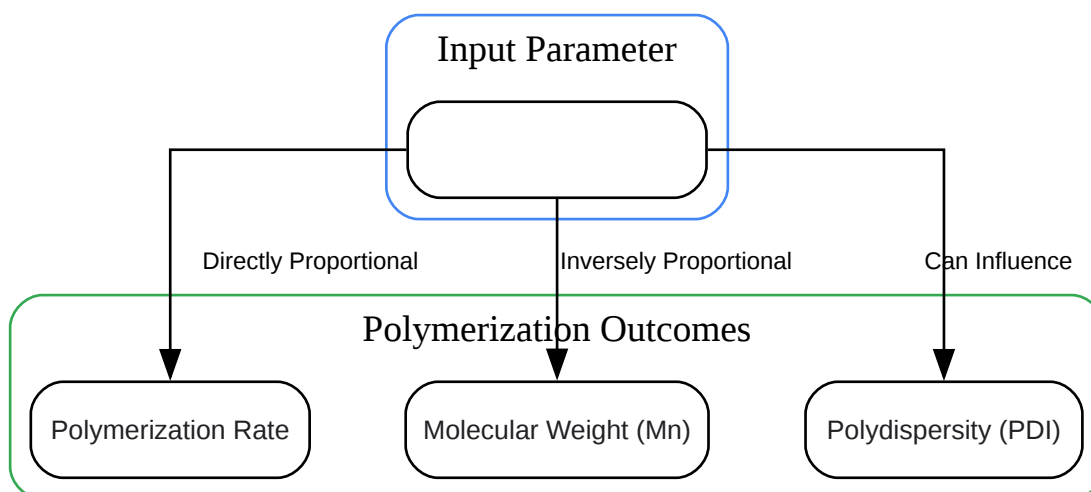 Input Parameter
Directly Proportional
Inversely Proportional
Can Influence
Polymerization Outcomes
Polymerization Rate
Molecular Weight (Mn)
Polydispersity (PDI)